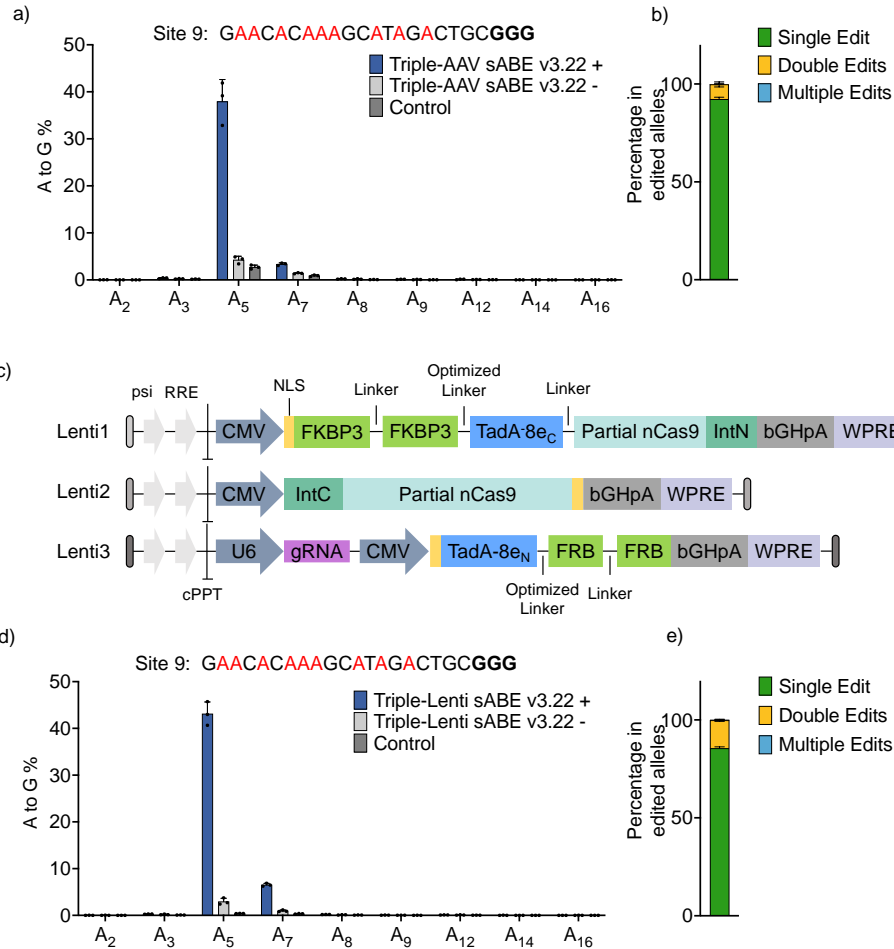 a)
Site 9: GAACACAAAGCATAGACTGCGGG
Triple-AAV sABE v3.22 +
Triple-AAV sABE v3.22 -
Control
A to G %
50
40
30
20
10
0
A2 A3 A5 A7 A8 A9 A12 A14 A16
b)
Single Edit
Double Edits
Multiple Edits
Percentage in
edited alleles
100
50
0
c)
psi RRE NLS Linker Optimized
Linker Linker
Lenti1 CMV FKBP3 FKBP3 TadA-8eC Partial nCas9 IntN bGHpA WPRE
Lenti2 CMV IntC Partial nCas9 bGHpA WPRE
Lenti3 U6 gRNA CMV TadA-8eN FRB FRB bGHpA WPRE
cPPT Optimized
Linker Linker
d)
Site 9: GAACACAAAGCATAGACTGCGGG
Triple-Lenti sABE v3.22 +
Triple-Lenti sABE v3.22 -
Control
A to G %
50
40
30
20
10
0
A2 A3 A5 A7 A8 A9 A12 A14 A16
e)
Single Edit
Double Edits
Multiple Edits
Percentage in
edited alleles
100
50
0